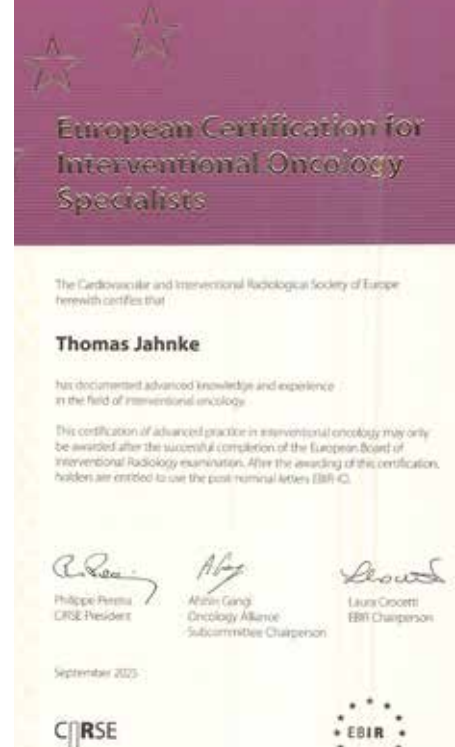 European Certification for
Interventional Oncology
Specialists
The Cardiovascular and Interventional Radiological Society of Europe
herewith certifies that
Thomas Jahnke
has documented advanced knowledge and experience
in the field of interventional oncology.
This certification of advanced practice in interventional oncology may only
be awarded after the successful completion of the European Board of
Interventional Radiology examination. After the awarding of this certification,
holders are entitled to use the post-nominal letters EBIR-IO.
Philippe Pereira
CIRSE President
Afshin Gangi
Oncology Alliance
Subcommittee Chairperson
Laura Crocetti
EBIR Chairperson
September 2025
CIRSE
EBIR